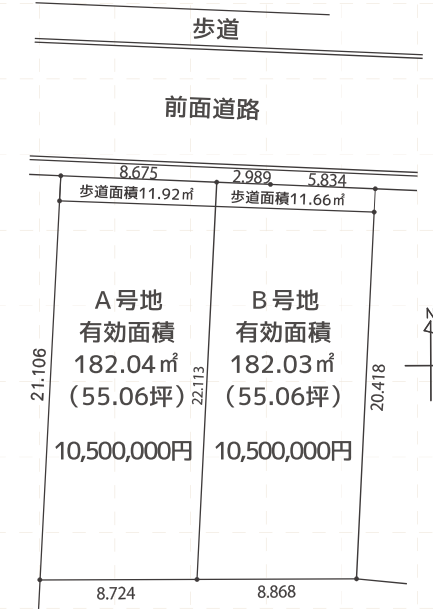 歩道
前面道路
8.675
2.989
5.834
歩道面積11.92㎡
歩道面積11.66㎡
A号地
有効面積
182.04㎡
(55.06坪)
10,500,000円
B号地
有効面積
182.03㎡
(55.06坪)
10,500,000円
21.106
22.113
20.418
N
8.724
8.868